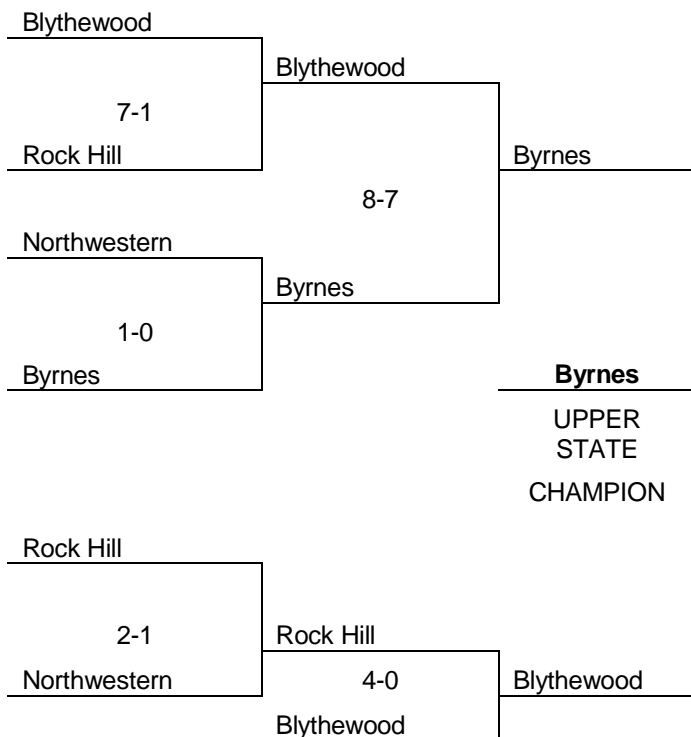 Blythewood
Blythewood
7-1
Rock Hill
Byrnes
8-7
Northwestern
Byrnes
1-0
Byrnes
Byrnes
UPPER
STATE
CHAMPION
Rock Hill
2-1
Rock Hill
Northwestern
4-0
Blythewood
Blythewood